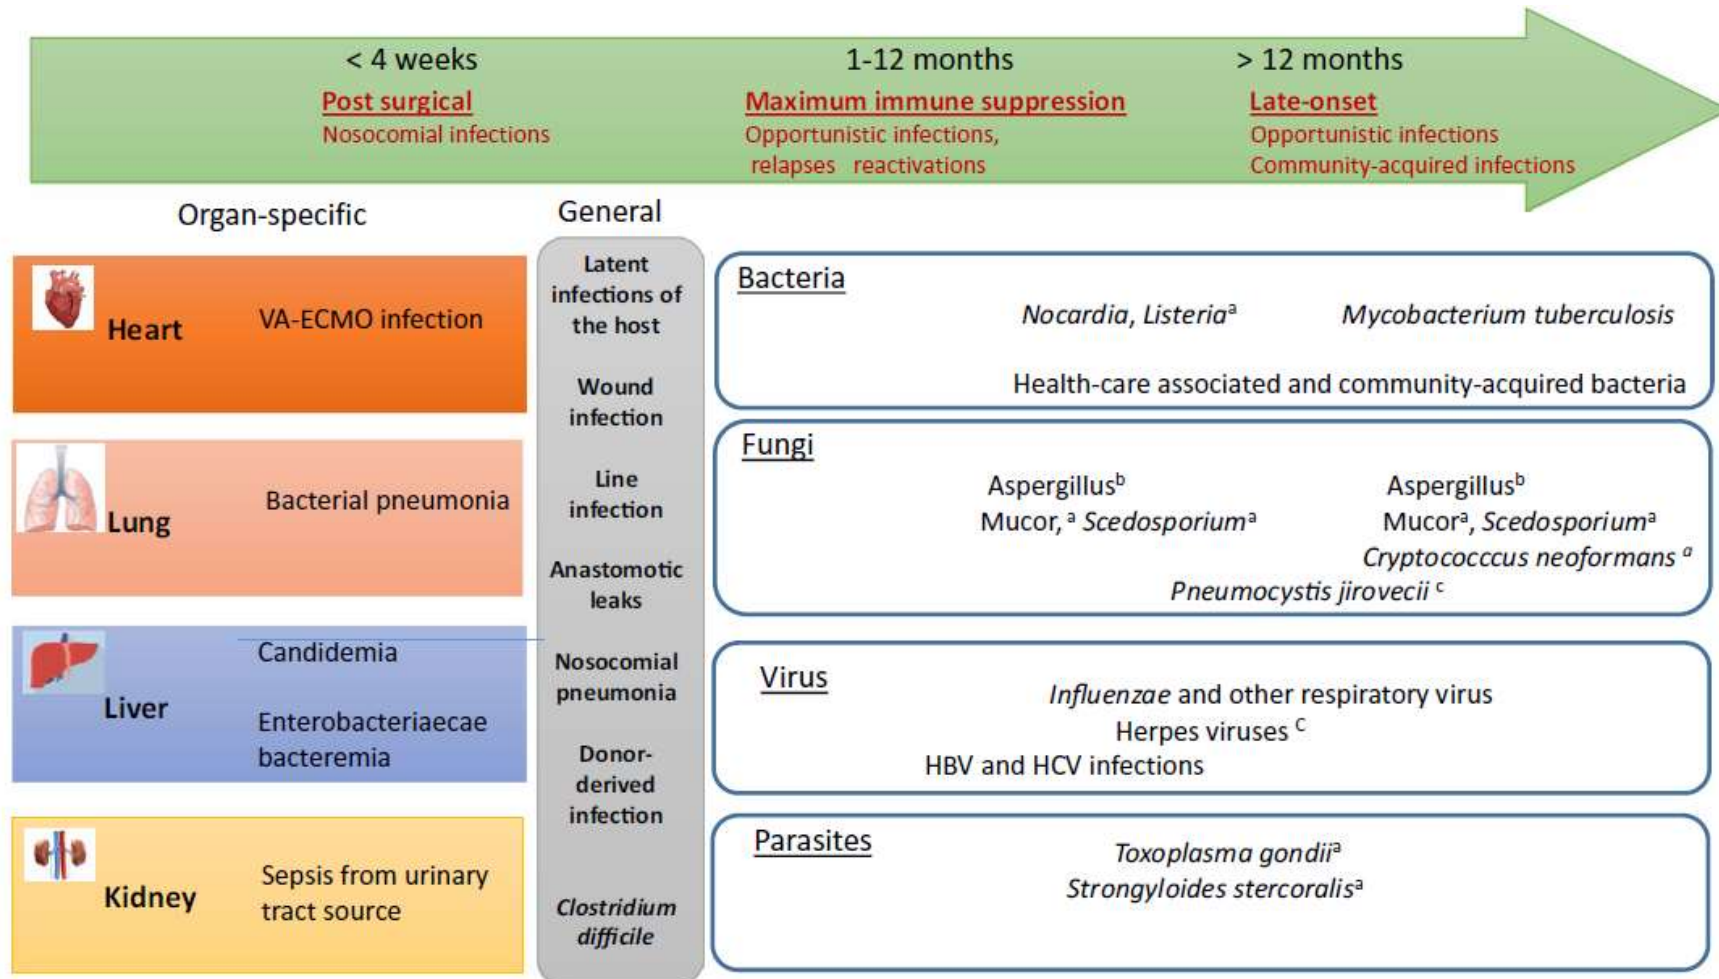 < 4 weeks
1-12 months
> 12 months
Post surgical
Maximum immune suppression
Late-onset
Nosocomial infections
Opportunistic infections,
relapses reactivations
Opportunistic infections
Community-acquired infections
Organ-specific
General
Heart
VA-ECMO infection
Lung
Bacterial pneumonia
Liver
Candidemia
Enterobacteriaecae
bacteremia
Kidney
Sepsis from urinary
tract source
Latent
infections of
the host
Wound
infection
Line
infection
Anastomotic
leaks
Nosocomial
pneumonia
Donor-
derived
infection
Clostridium
difficile
Bacteria
Nocardia, Listeriaᵃ
Mycobacterium tuberculosis
Health-care associated and community-acquired bacteria
Fungi
Aspergillusᵇ
Mucor, ᵃ Scedosporiumᵃ
Aspergillusᵇ
Mucorᵃ, Scedosporiumᵃ
Cryptococccus neoformans ᵃ
Pneumocystis jirovecii ᶜ
Virus
Influenzae and other respiratory virus
Herpes viruses ᶜ
HBV and HCV infections
Parasites
Toxoplasma gondiiᵃ
Strongyloides stercoralisᵃ